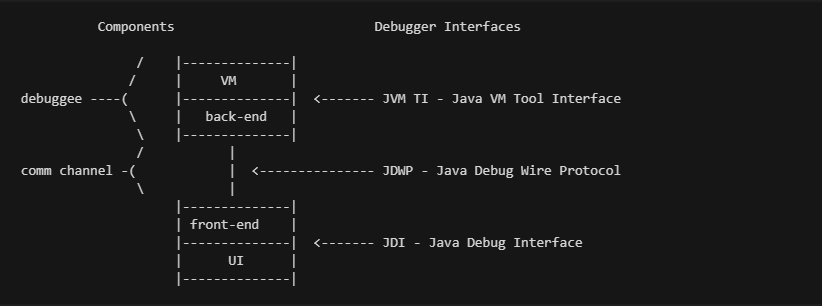 Components                          Debugger Interfaces
               /    |--------------|
              /     |     VM       |
debuggee ----(      |--------------|  <------- JVM TI - Java VM Tool Interface
              \     |   back-end   |
               \    |--------------|
               /           |
comm channel -(            |  <--------------- JDWP - Java Debug Wire Protocol
               \           |
                    |--------------|
                    | front-end    |
                    |--------------|  <------- JDI - Java Debug Interface
                    |      UI      |
                    |--------------|